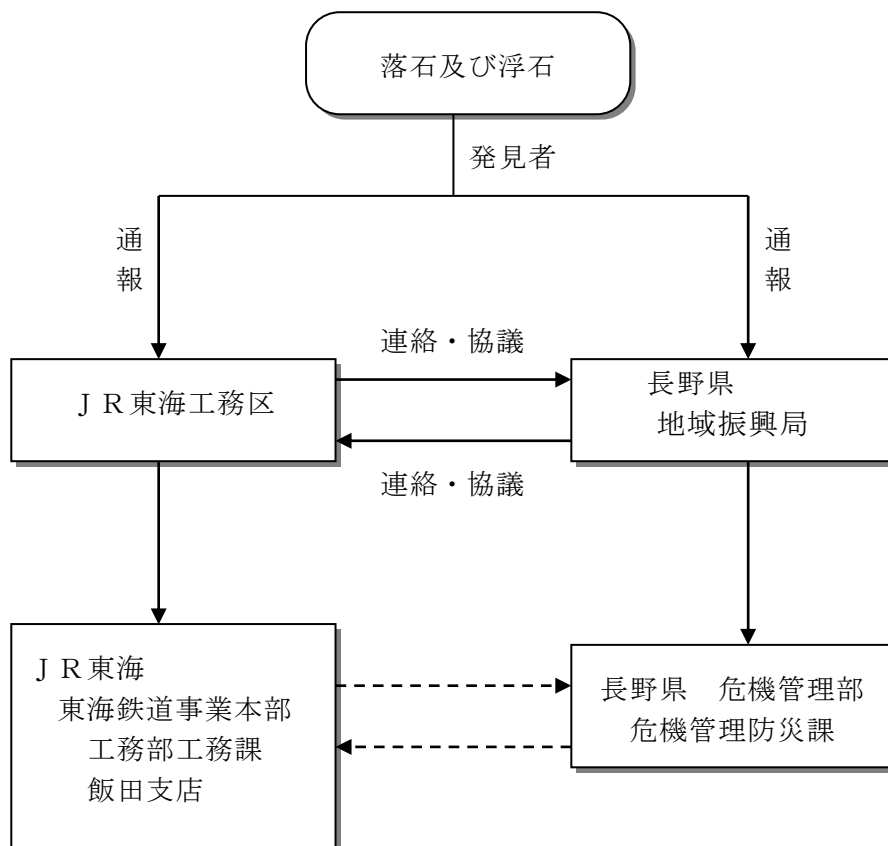 落石及び浮石
発見者
通報
通報
連絡・協議
ＪＲ東海工務区
長野県
地域振興局
連絡・協議
ＪＲ東海
東海鉄道事業本部
工務部工務課
飯田支店
長野県　危機管理部
危機管理防災課